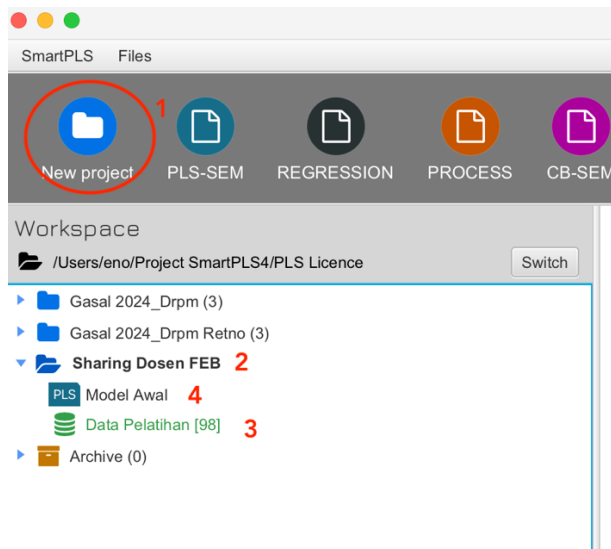 SmartPLS Files
1
New project PLS-SEM REGRESSION PROCESS CB-SEM
Workspace
/Users/eno/Project SmartPLS4/PLS Licence Switch
Gasal 2024_Drpm (3)
Gasal 2024_Drpm Retno (3)
Sharing Dosen FEB 2
PLS Model Awal 4
Data Pelatihan [98] 3
Archive (0)